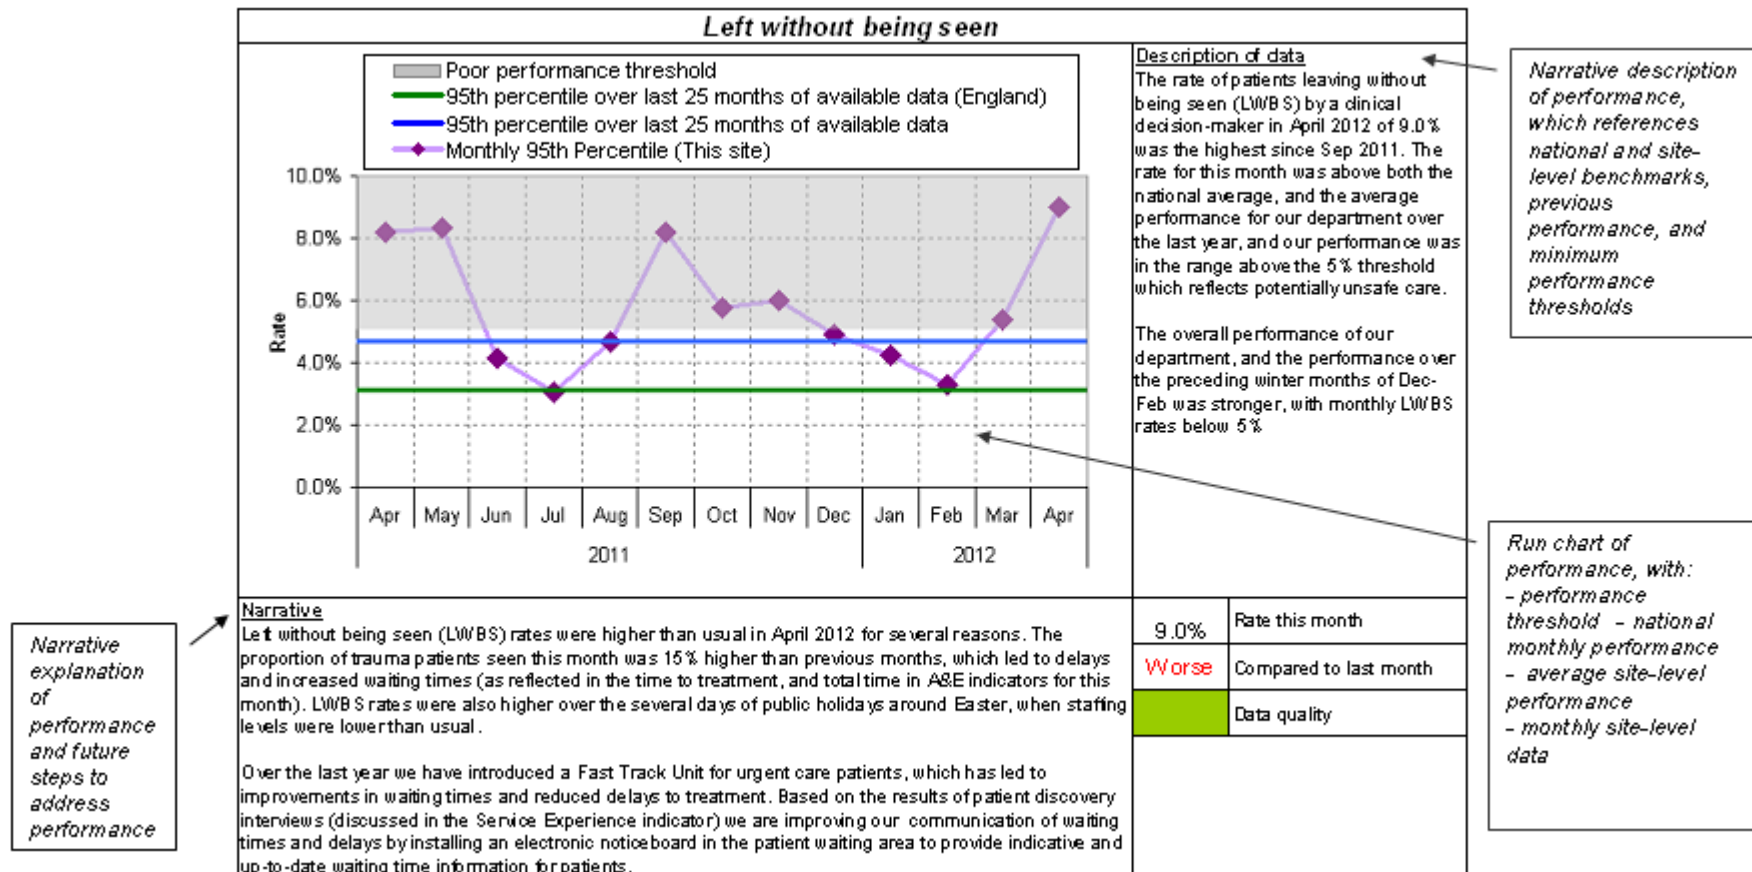 Left without being seen
Poor performance threshold
95th percentile over last 25 months of available data (England)
95th percentile over last 25 months of available data
Monthly 95th Percentile (This site)
10.0%
8.0%
6.0%
4.0%
2.0%
0.0%
Rate
Apr May Jun Jul Aug Sep Oct Nov Dec Jan Feb Mar Apr
2011 2012
Description of data
The rate of patients leaving without
being seen (LWBS) by a clinical
decision-maker in April 2012 of 9.0%
was the highest since Sep 2011. The
rate for this month was above both the
national average, and the average
performance for our department over
the last year, and our performance was
in the range above the 5% threshold
which reflects potentially unsafe care.
The overall performance of our
department, and the performance over
the preceding winter months of Dec-
Feb was stronger, with monthly LWBS
rates below 5%
Narrative description
of performance,
which references
national and site-
level benchmarks,
previous
performance, and
minimum
performance
thresholds
Run chart of
performance, with:
- performance
threshold - national
monthly performance
- average site-level
performance
- monthly site-level
data
Narrative
explanation
of
performance
and future
steps to
address
performance
Narrative
Left without being seen (LWBS) rates were higher than usual in April 2012 for several reasons. The
proportion of trauma patients seen this month was 15% higher than previous months, which led to delays
and increased waiting times (as reflected in the time to treatment, and total time in A&E indicators for this
month). LWBS rates were also higher over the several days of public holidays around Easter, when staffing
levels were lower than usual.
Over the last year we have introduced a Fast Track Unit for urgent care patients, which has led to
improvements in waiting times and reduced delays to treatment. Based on the results of patient discovery
interviews (discussed in the Service Experience indicator) we are improving our communication of waiting
times and delays by installing an electronic noticeboard in the patient waiting area to provide indicative and
up-to-date waiting time information for patients.
9.0% Rate this month
Worse Compared to last month
Data quality